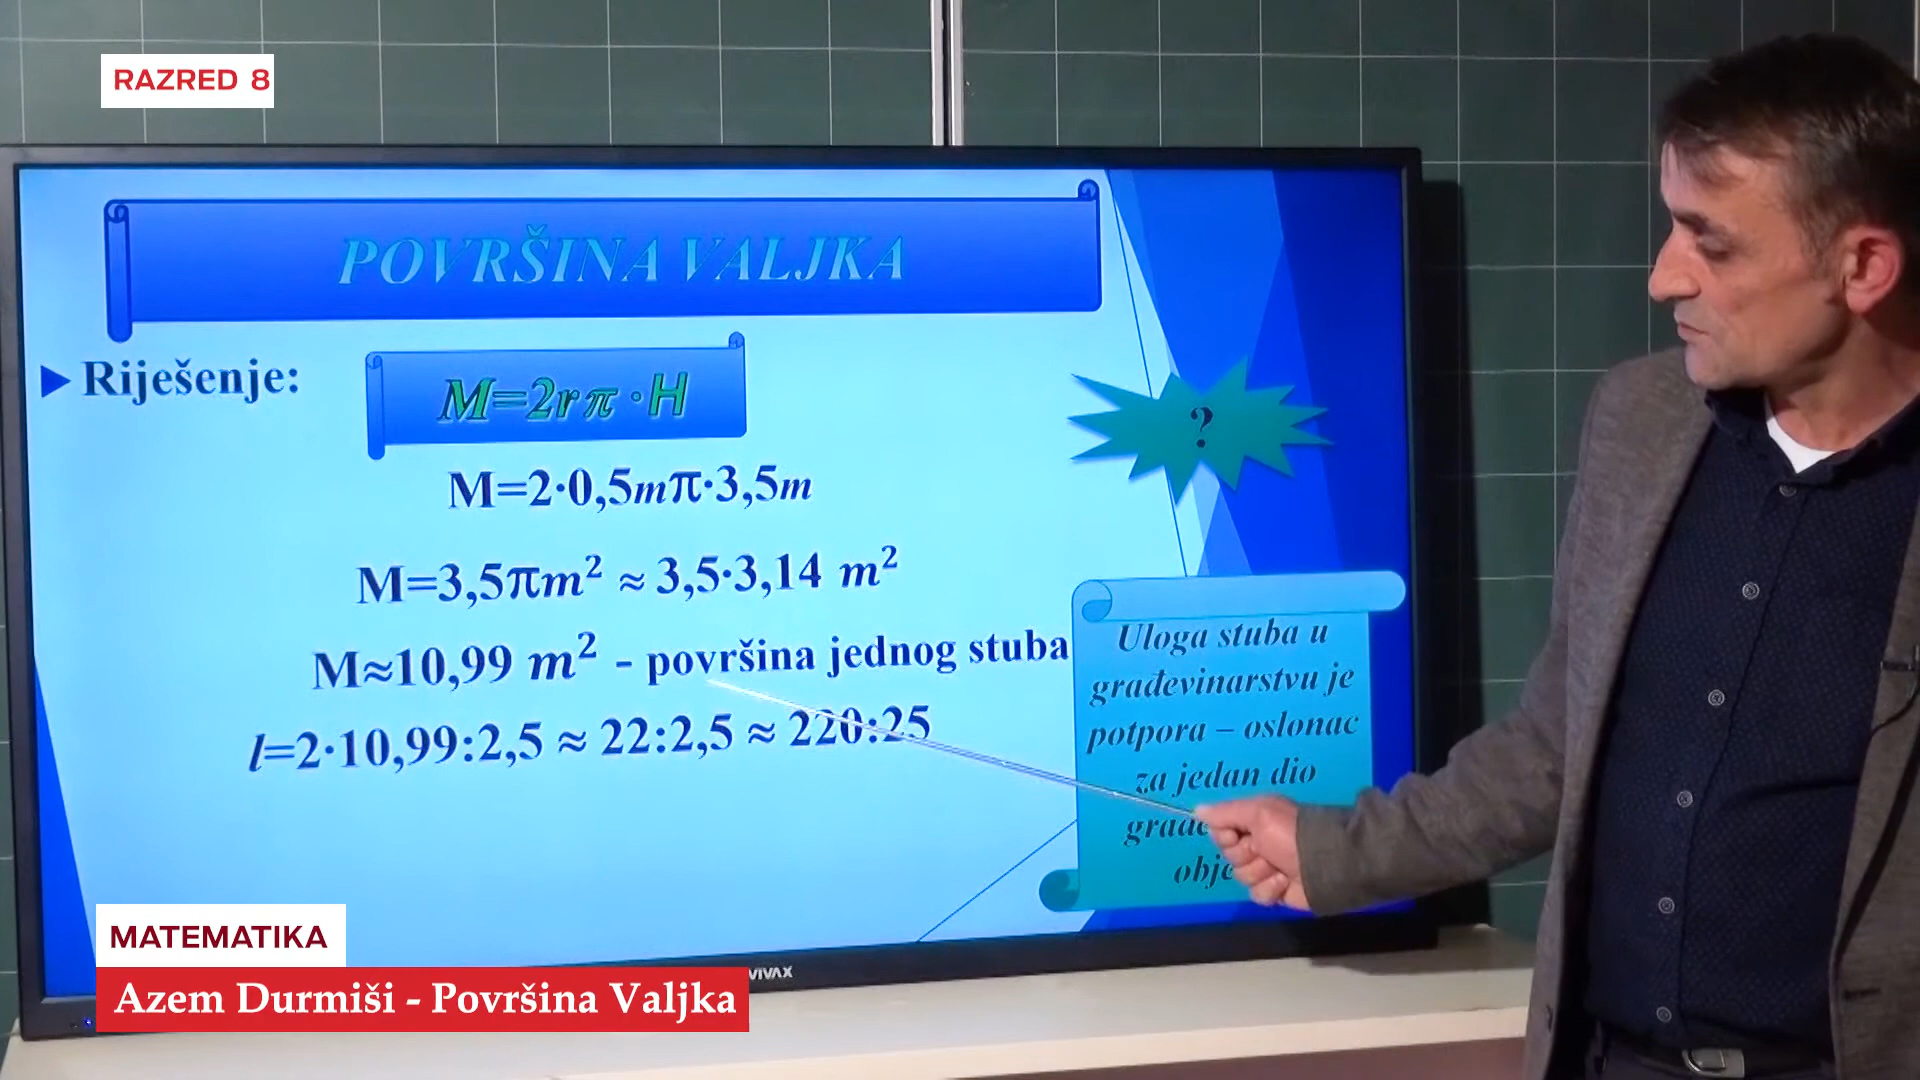 RAZRED 8
POVRŠINA VALJKA
Riješenje:
M=2rπ·H
?
M=2·0,5mπ·3,5m
M=3,5πm² ≈ 3,5·3,14 m²
M≈10,99 m² - površina jednog stuba
l=2·10,99:2,5 ≈ 22:2,5 ≈ 220:25
Uloga stuba u
građevinarstvu je
potpora – oslonac
za jedan dio
VIVAX
MATEMATIKA
Azem Durmiši - Površina Valjka